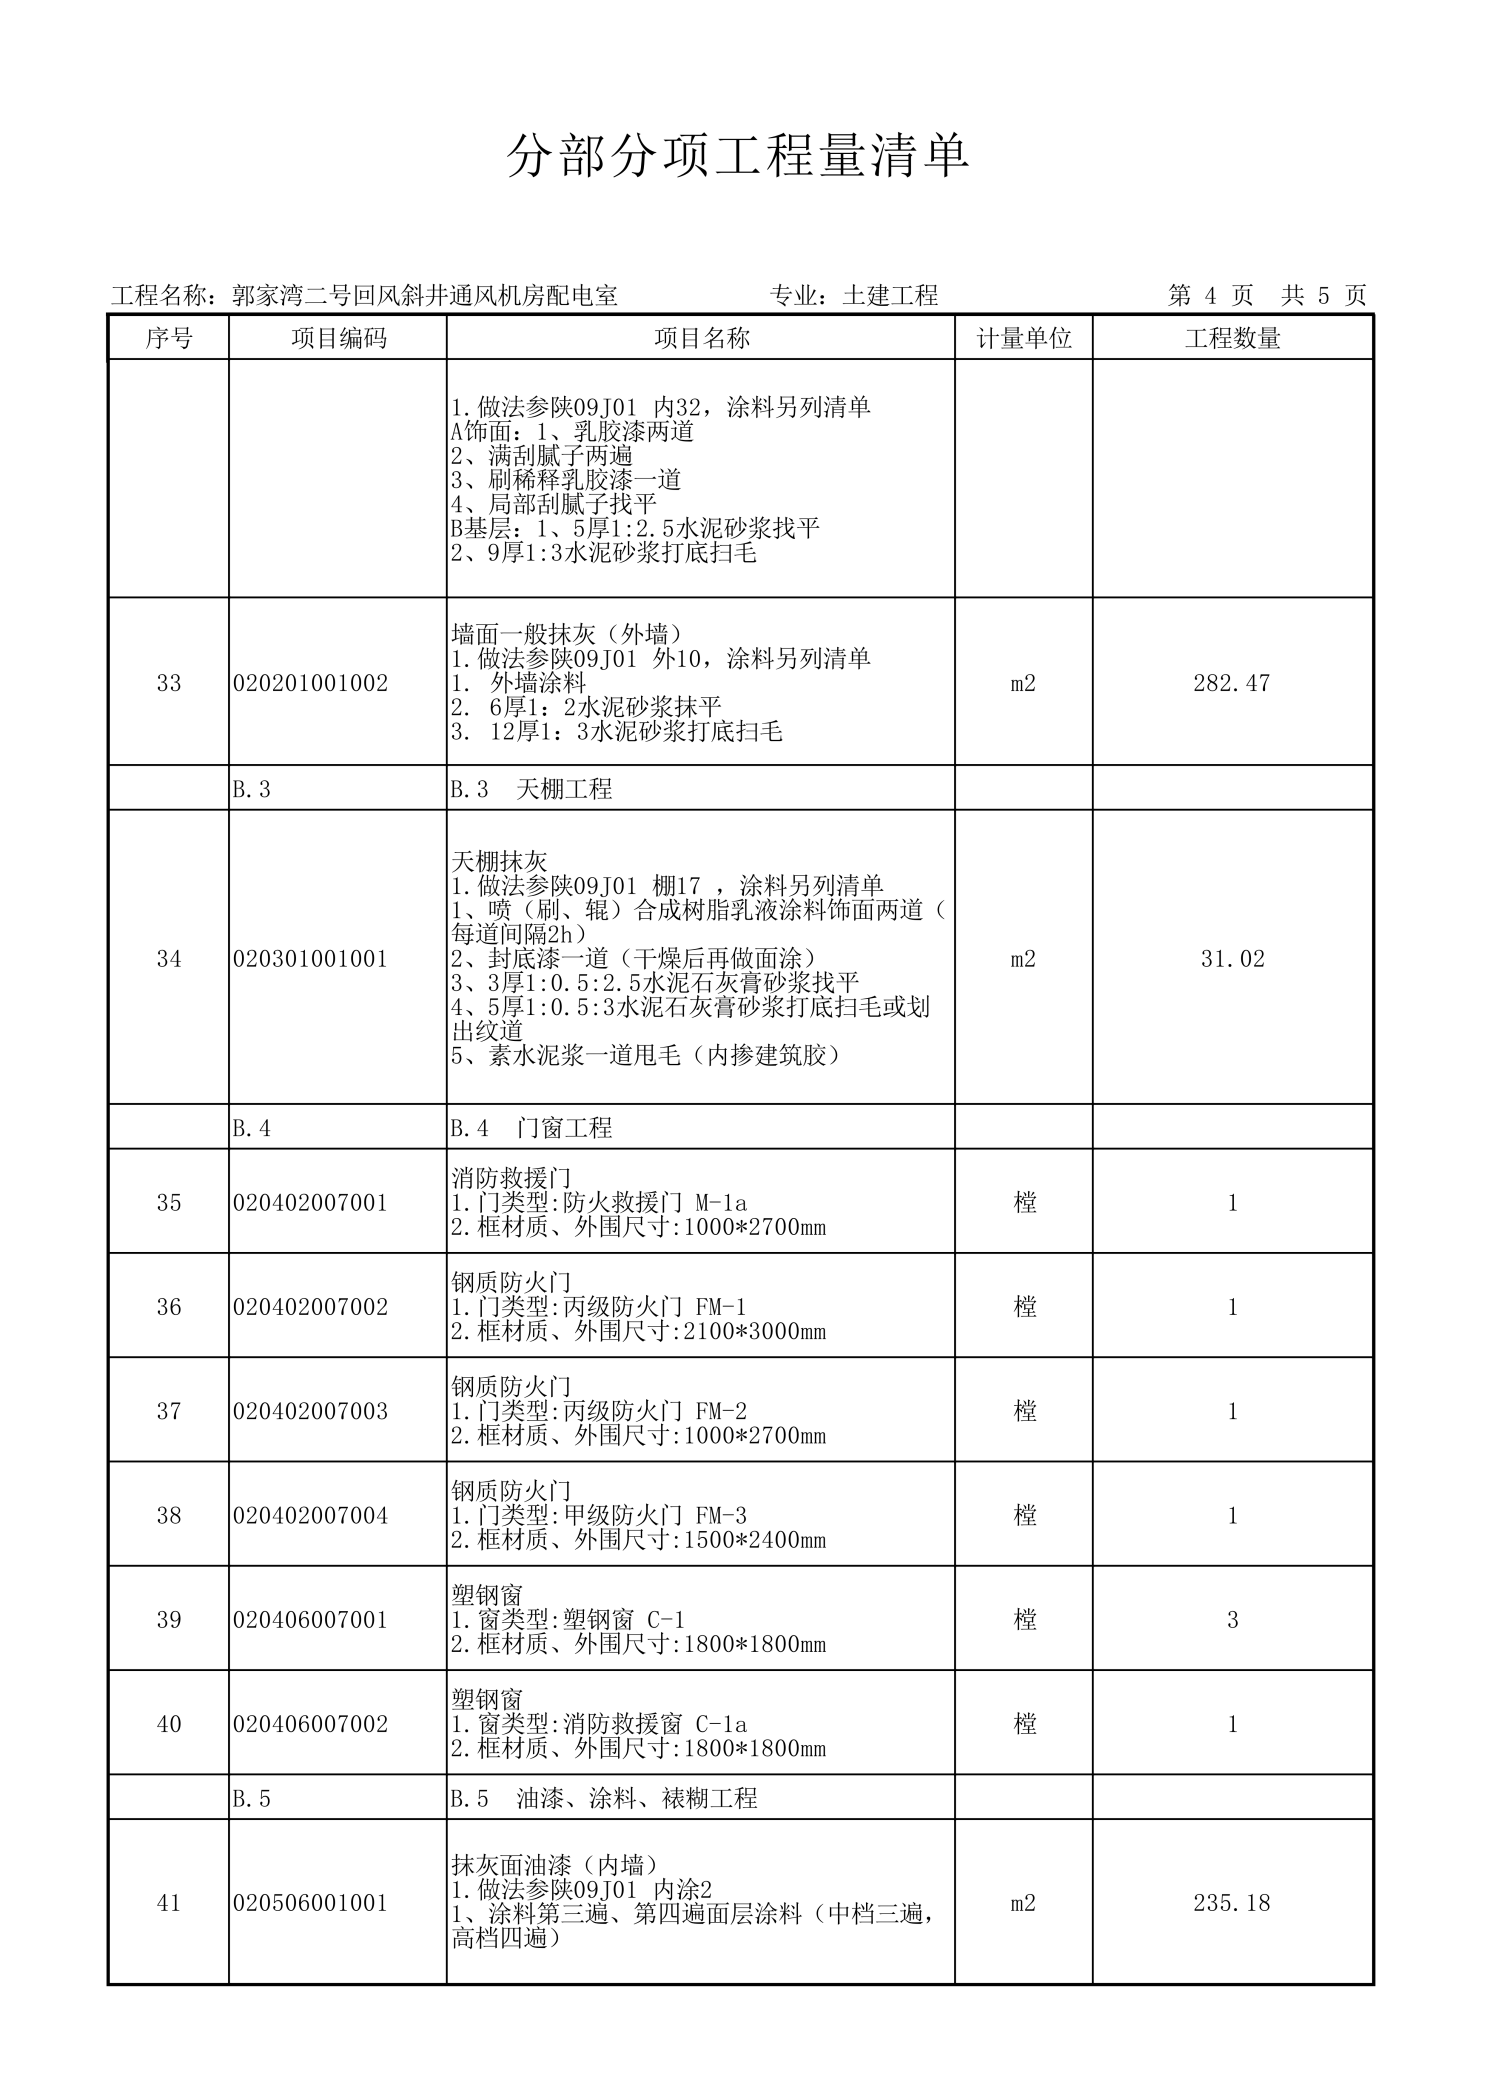 分部分项工程量清单
工程名称：郭家湾二号回风斜井通风机房配电室 专业：土建工程 第 4 页 共 5 页
序号 项目编码 项目名称 计量单位 工程数量
1.做法参陕09J01 内32，涂料另列清单
A饰面：1、乳胶漆两道
2、满刮腻子两遍
3、刷稀释乳胶漆一道
4、局部刮腻子找平
B基层：1、5厚1:2.5水泥砂浆找平
2、9厚1:3水泥砂浆打底扫毛
墙面一般抹灰（外墙）
1.做法参陕09J01 外10，涂料另列清单
33 020201001002 1. 外墙涂料 m2 282.47
2. 6厚1：2水泥砂浆抹平
3. 12厚1：3水泥砂浆打底扫毛
B.3 B.3 天棚工程
天棚抹灰
1.做法参陕09J01 棚17 ，涂料另列清单
1、喷（刷、辊）合成树脂乳液涂料饰面两道（
每道间隔2h）
34 020301001001 2、封底漆一道（干燥后再做面涂） m2 31.02
3、3厚1:0.5:2.5水泥石灰膏砂浆找平
4、5厚1:0.5:3水泥石灰膏砂浆打底扫毛或划
出纹道
5、素水泥浆一道甩毛（内掺建筑胶）
B.4 B.4 门窗工程
消防救援门
35 020402007001 1.门类型:防火救援门 M-1a 樘 1
2.框材质、外围尺寸:1000*2700mm
钢质防火门
36 020402007002 1.门类型:丙级防火门 FM-1 樘 1
2.框材质、外围尺寸:2100*3000mm
钢质防火门
37 020402007003 1.门类型:丙级防火门 FM-2 樘 1
2.框材质、外围尺寸:1000*2700mm
钢质防火门
38 020402007004 1.门类型:甲级防火门 FM-3 樘 1
2.框材质、外围尺寸:1500*2400mm
塑钢窗
39 020406007001 1.窗类型:塑钢窗 C-1 樘 3
2.框材质、外围尺寸:1800*1800mm
塑钢窗
40 020406007002 1.窗类型:消防救援窗 C-1a 樘 1
2.框材质、外围尺寸:1800*1800mm
B.5 B.5 油漆、涂料、裱糊工程
抹灰面油漆（内墙）
1.做法参陕09J01 内涂2
41 020506001001 1、涂料第三遍、第四遍面层涂料（中档三遍， m2 235.18
高档四遍）